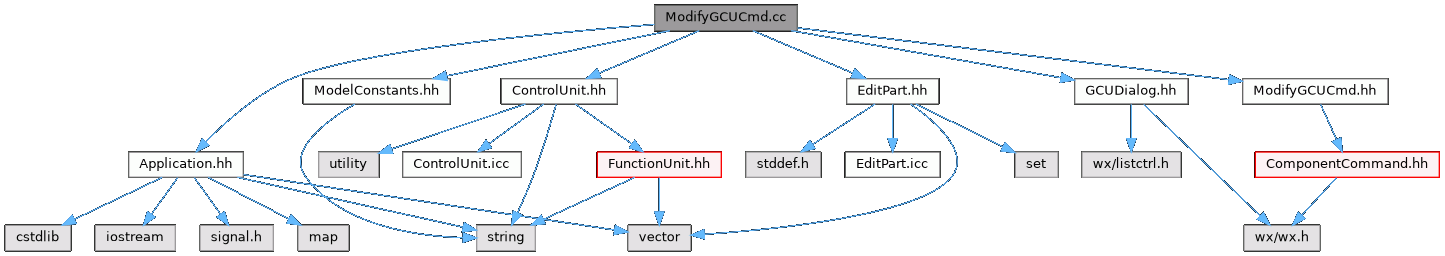 ModifyGCUCmd.cc
ModelConstants.hh
ControlUnit.hh
EditPart.hh
GCUDialog.hh
ModifyGCUCmd.hh
Application.hh
utility
ControlUnit.icc
FunctionUnit.hh
stddef.h
EditPart.icc
set
wx/listctrl.h
ComponentCommand.hh
cstdlib
iostream
signal.h
map
string
vector
wx/wx.h